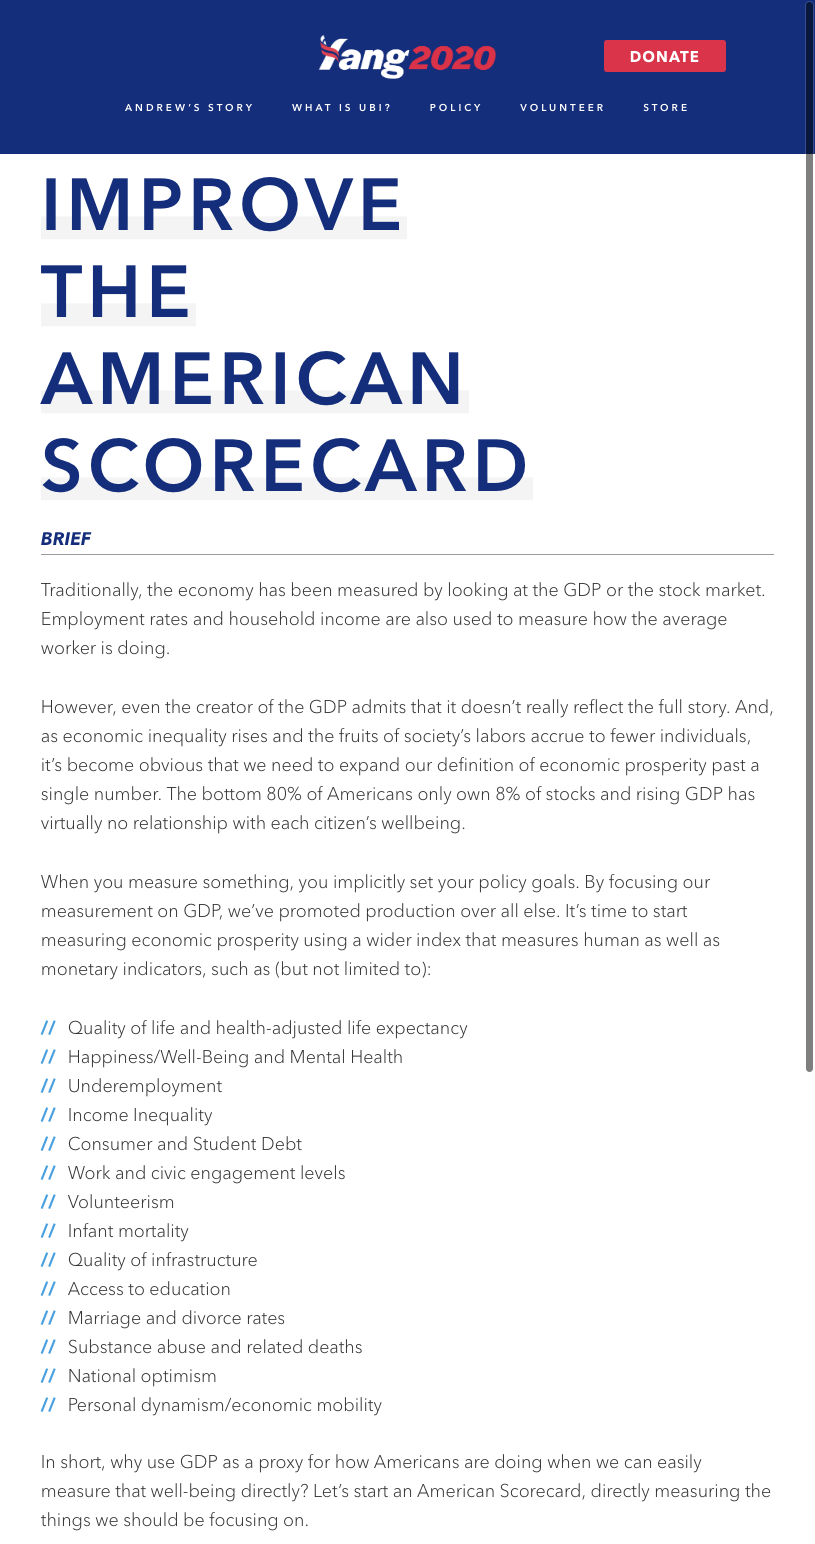 Yang2020
DONATE
ANDREW'S STORY WHAT IS UBI? POLICY VOLUNTEER STORE
IMPROVE
THE
AMERICAN
SCORECARD
BRIEF
Traditionally, the economy has been measured by looking at the GDP or the stock market.
Employment rates and household income are also used to measure how the average
worker is doing.
However, even the creator of the GDP admits that it doesn't really reflect the full story. And,
as economic inequality rises and the fruits of society's labors accrue to fewer individuals,
it's become obvious that we need to expand our definition of economic prosperity past a
single number. The bottom 80% of Americans only own 8% of stocks and rising GDP has
virtually no relationship with each citizen's wellbeing.
When you measure something, you implicitly set your policy goals. By focusing our
measurement on GDP, we've promoted production over all else. It's time to start
measuring economic prosperity using a wider index that measures human as well as
monetary indicators, such as (but not limited to):
// Quality of life and health-adjusted life expectancy
// Happiness/Well-Being and Mental Health
// Underemployment
// Income Inequality
// Consumer and Student Debt
// Work and civic engagement levels
// Volunteerism
// Infant mortality
// Quality of infrastructure
// Access to education
// Marriage and divorce rates
// Substance abuse and related deaths
// National optimism
// Personal dynamism/economic mobility
In short, why use GDP as a proxy for how Americans are doing when we can easily
measure that well-being directly? Let's start an American Scorecard, directly measuring the
things we should be focusing on.